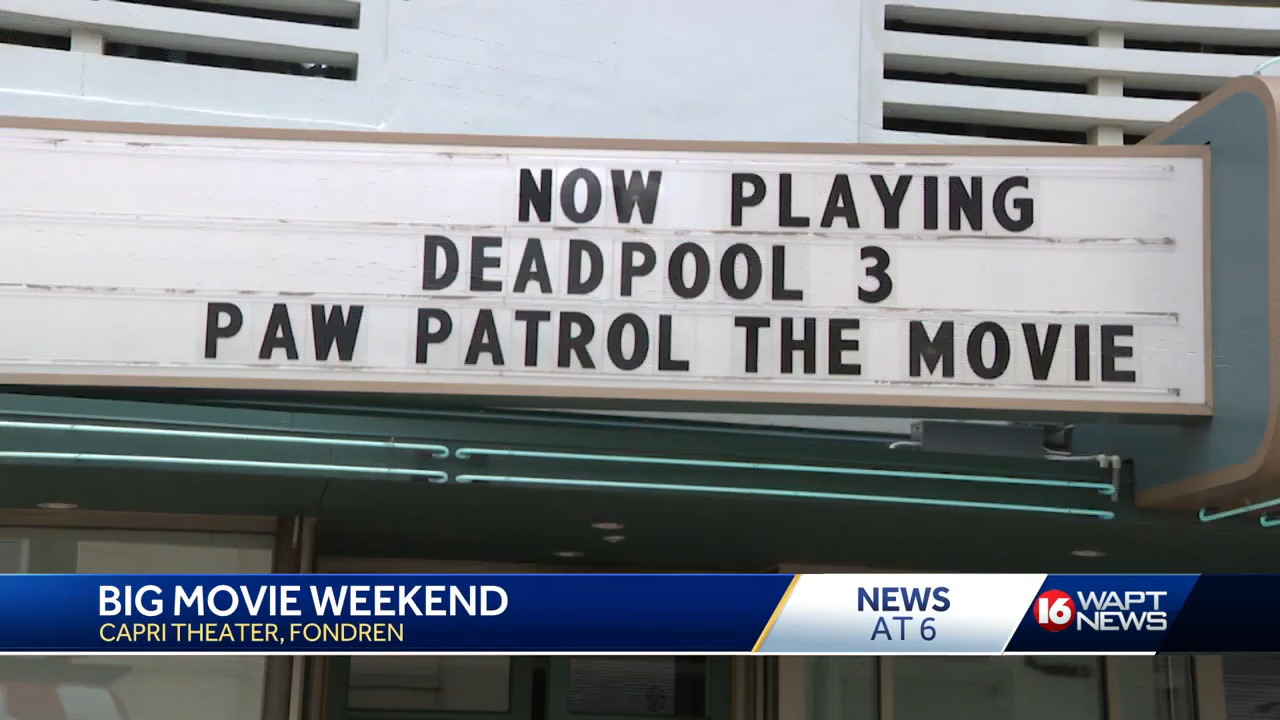 NOW PLAYING
DEADPOOL 3
PAW PATROL THE MOVIE
BIG MOVIE WEEKEND
CAPRI THEATER, FONDREN
NEWS
AT 6
16 WAPT
NEWS